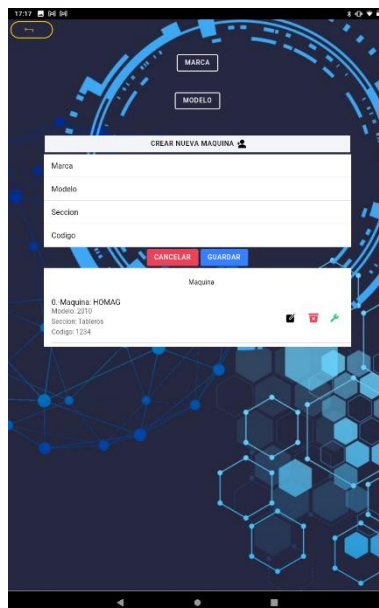 17:17
MARCA
MODELO
CREAR NUEVA MAQUINA
Marca
Modelo
Seccion
Codigo
CANCELAR GUARDAR
Maquina
0. Maquina: HOMAG
Modelo: 2010
Seccion: Tableros
Codigo: 1234